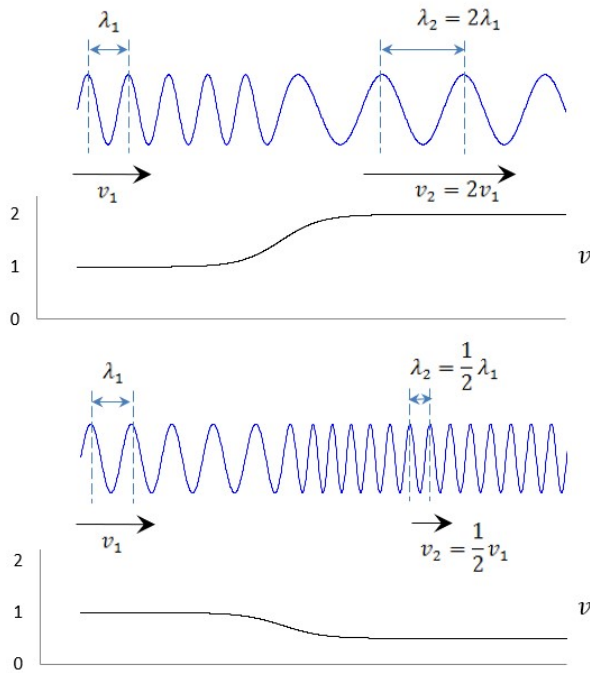 λ₁ λ₂ = 2λ₁
v₁ v₂ = 2v₁
2
1
v
0
λ₁ λ₂ = 1/2 λ₁
v₁ v₂ = 1/2 v₁
2
1
v
0